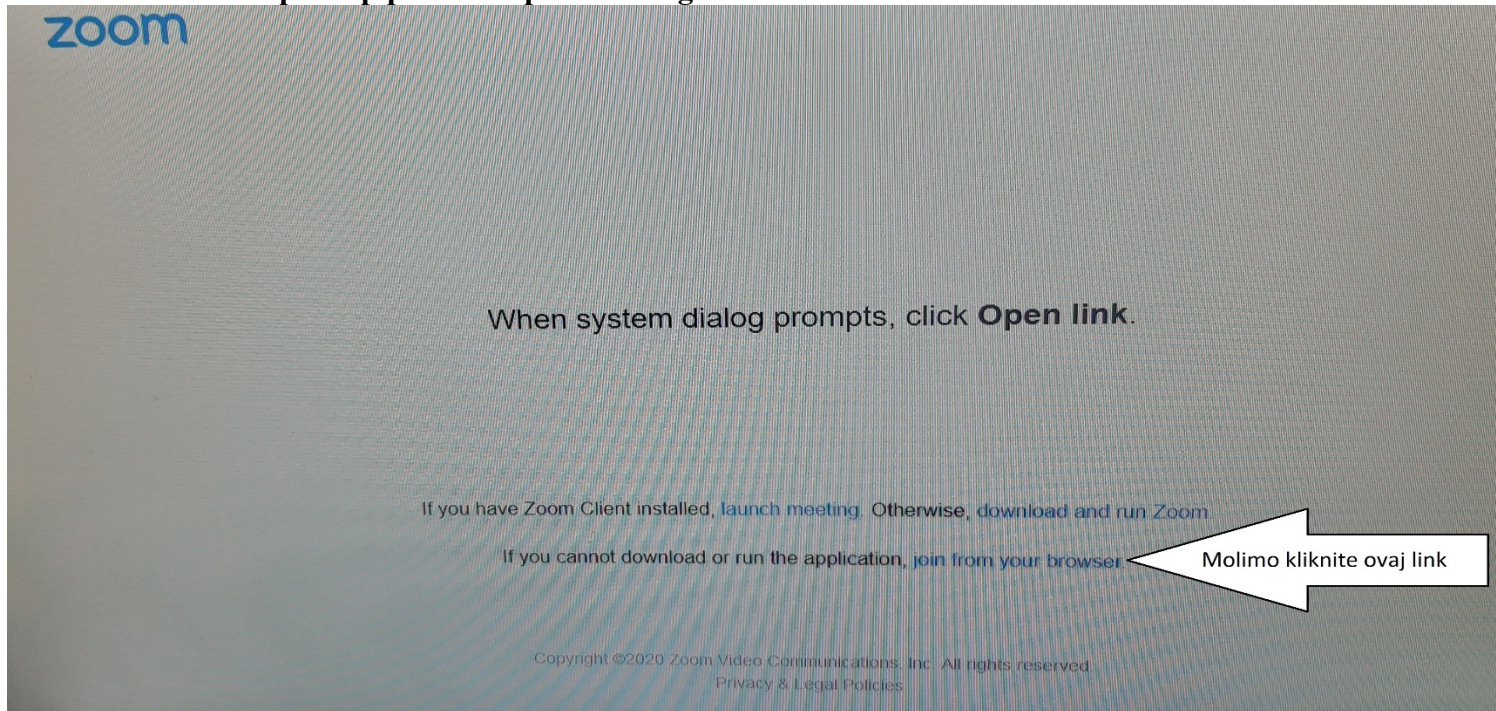 zoom
When system dialog prompts, click Open link.
If you have Zoom Client installed, launch meeting. Otherwise, download and run Zoom.
If you cannot download or run the application, join from your browser.
Molimo kliknite ovaj link
Copyright ©2020 Zoom Video Communications, Inc. All rights reserved.
Privacy & Legal Policies